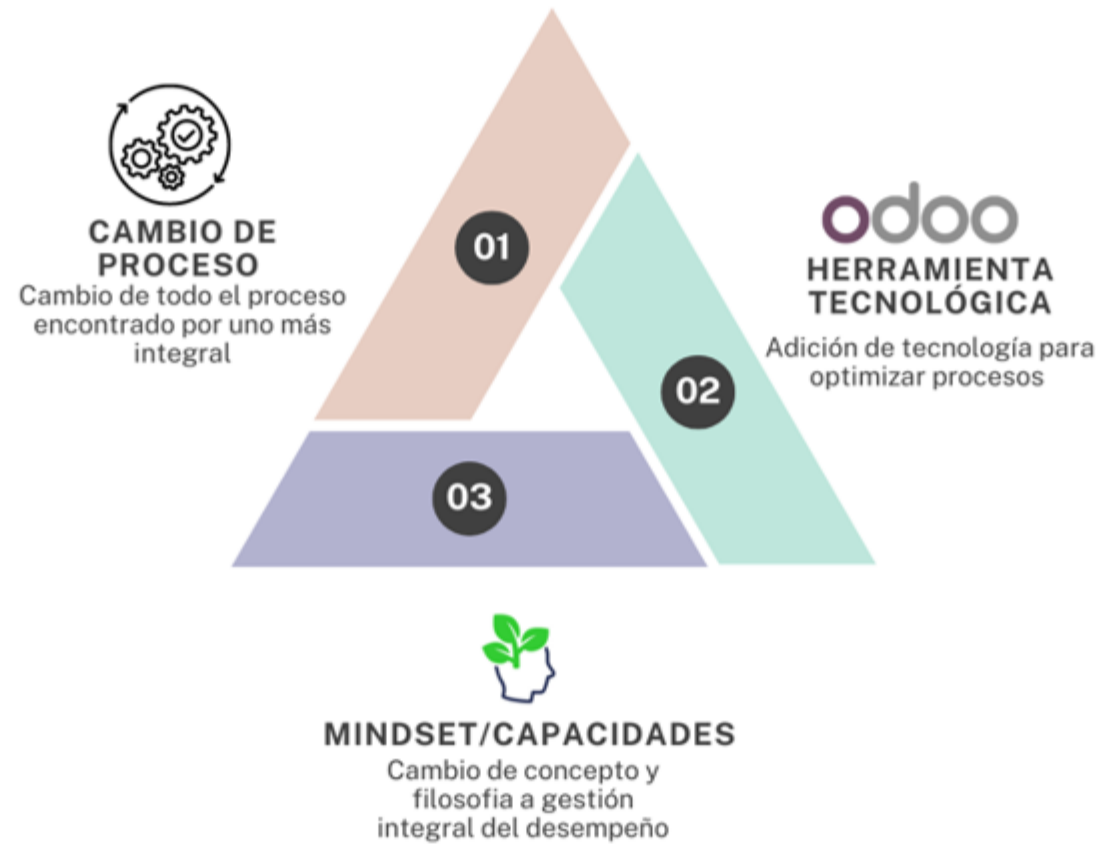 01
CAMBIO DE
PROCESO
Cambio de todo el proceso
encontrado por uno más
integral
odoo
HERRAMIENTA
TECNOLÓGICA
Adición de tecnología para
optimizar procesos
02
03
MINDSET/CAPACIDADES
Cambio de concepto y
filosofia a gestión
integral del desempeño